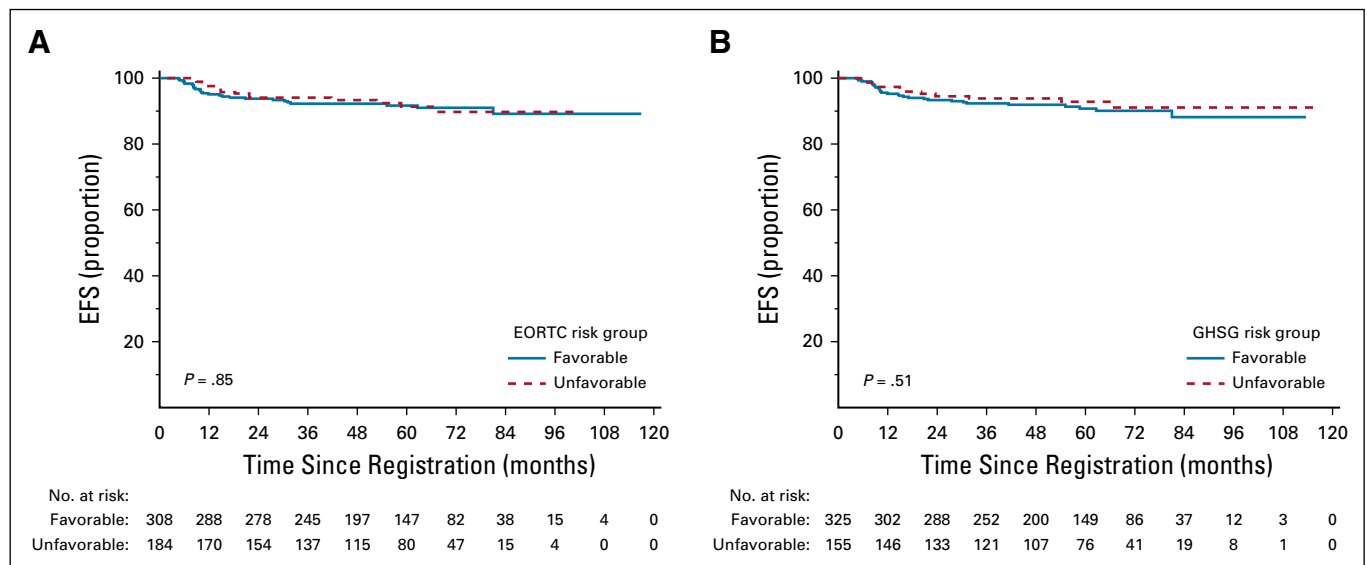 A
100
80
60
40
20
EFS (proportion)
EORTC risk group
Favorable
Unfavorable
P = .85
0 12 24 36 48 60 72 84 96 108 120
Time Since Registration (months)
No. at risk:
Favorable: 308 288 278 245 197 147 82 38 15 4 0
Unfavorable: 184 170 154 137 115 80 47 15 4 0 0
B
100
80
60
40
20
EFS (proportion)
GHSG risk group
Favorable
Unfavorable
P = .51
0 12 24 36 48 60 72 84 96 108 120
Time Since Registration (months)
No. at risk:
Favorable: 325 302 288 252 200 149 86 37 12 3 0
Unfavorable: 155 146 133 121 107 76 41 19 8 1 0